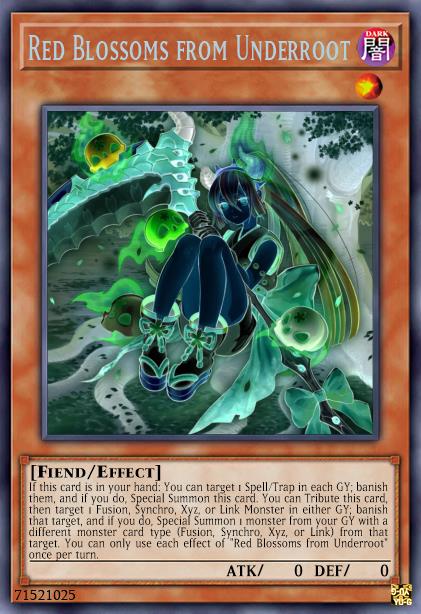 Red Blossoms from Underroot
DARK
闇
[Fiend/Effect]
If this card is in your hand: You can target 1 Spell/Trap in each GY; banish
them, and if you do, Special Summon this card. You can Tribute this card,
then target 1 Fusion, Synchro, Xyz, or Link Monster in either GY; banish
that target, and if you do, Special Summon 1 monster from your GY with a
different monster card type (Fusion, Synchro, Xyz, or Link) from that
target. You can only use each effect of "Red Blossoms from Underroot"
once per turn.
ATK/ 0 DEF/ 0
71521025